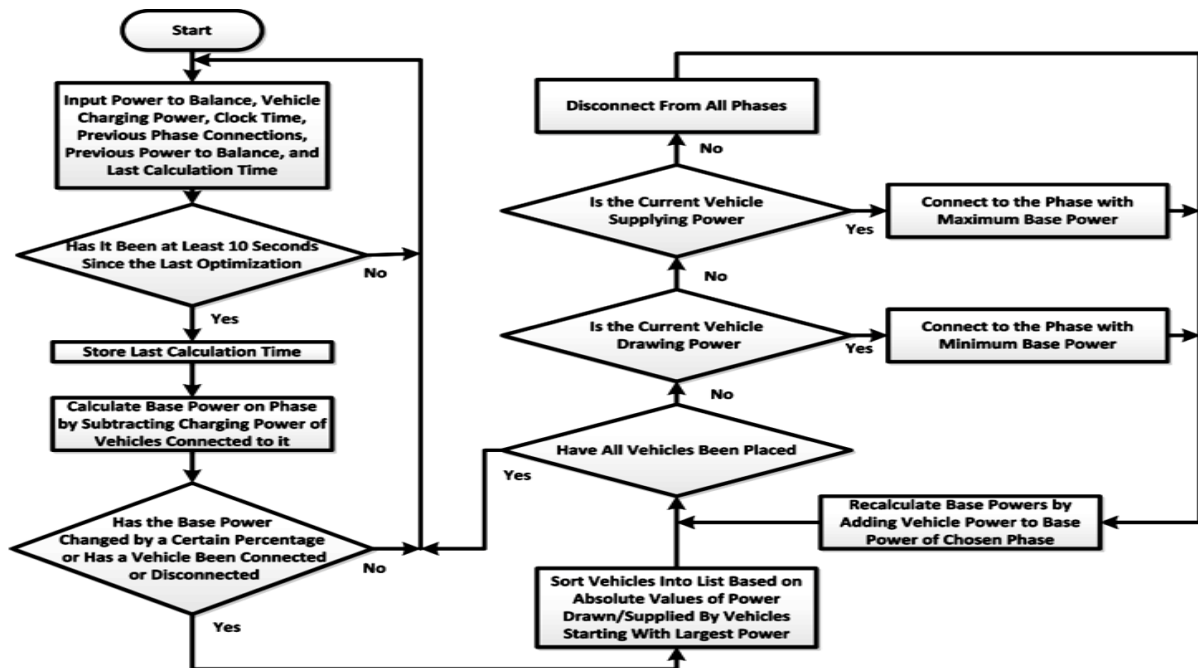 Start
Input Power to Balance, Vehicle
Charging Power, Clock Time,
Previous Phase Connections,
Previous Power to Balance, and
Last Calculation Time
Has It Been at Least 10 Seconds
Since the Last Optimization
No
Yes
Store Last Calculation Time
Calculate Base Power on Phase
by Subtracting Charging Power of
Vehicles Connected to it
Has the Base Power
Changed by a Certain Percentage
or Has a Vehicle Been Connected
or Disconnected
No
Yes
Disconnect From All Phases
No
Is the Current Vehicle
Supplying Power
Yes
Connect to the Phase with
Maximum Base Power
No
Is the Current Vehicle
Drawing Power
Yes
Connect to the Phase with
Minimum Base Power
No
Have All Vehicles Been Placed
Yes
Recalculate Base Powers by
Adding Vehicle Power to Base
Power of Chosen Phase
Sort Vehicles Into List Based on
Absolute Values of Power
Drawn/Supplied By Vehicles
Starting With Largest Power